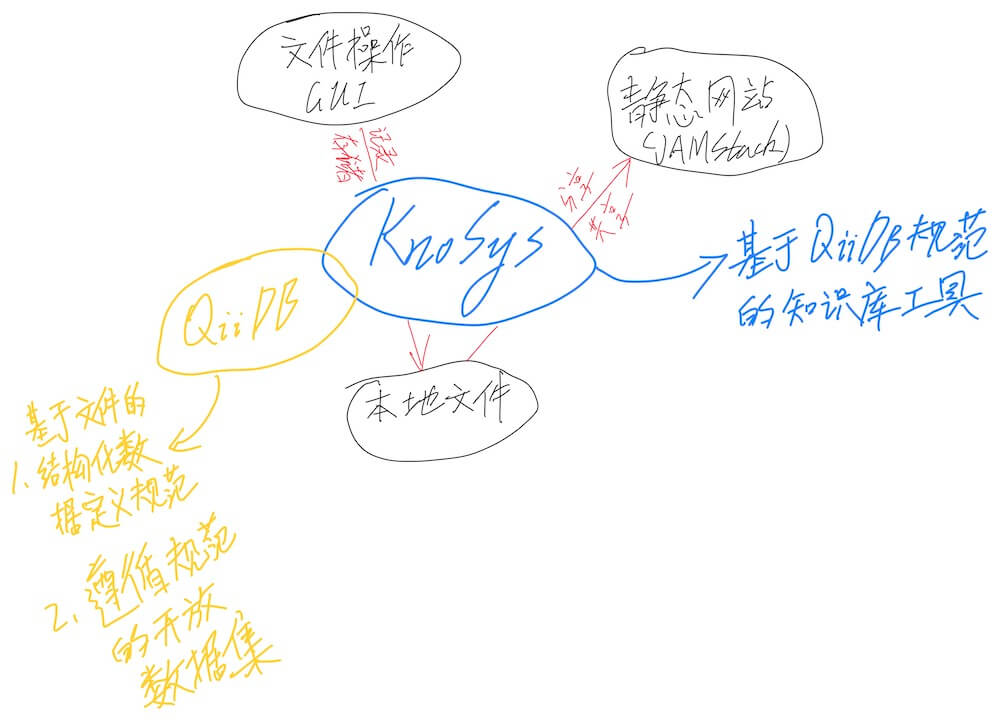 文件操作
GUI
静态网站
(JAMStack)
记录
存储
分享
共享
KnoSys
基于QiiDB规范
的知识库工具
QiiDB
本地文件
基于文件的
1.结构化数
据定义规范
2.遵循规范
的开放
数据集